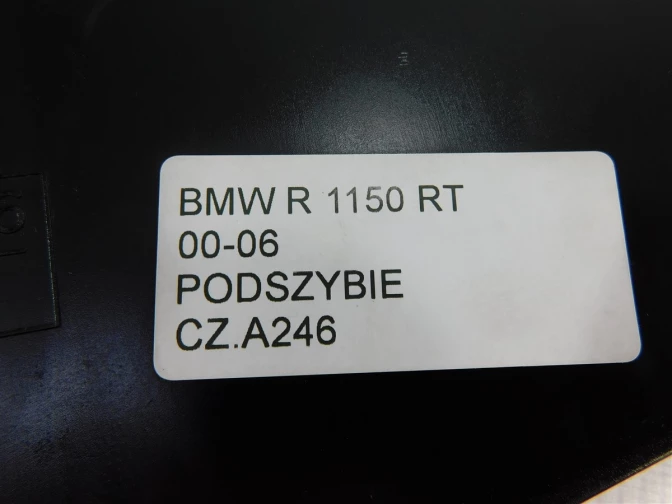 BMW R 1150 RT
00-06
PODSZYBIE
CZ.A246